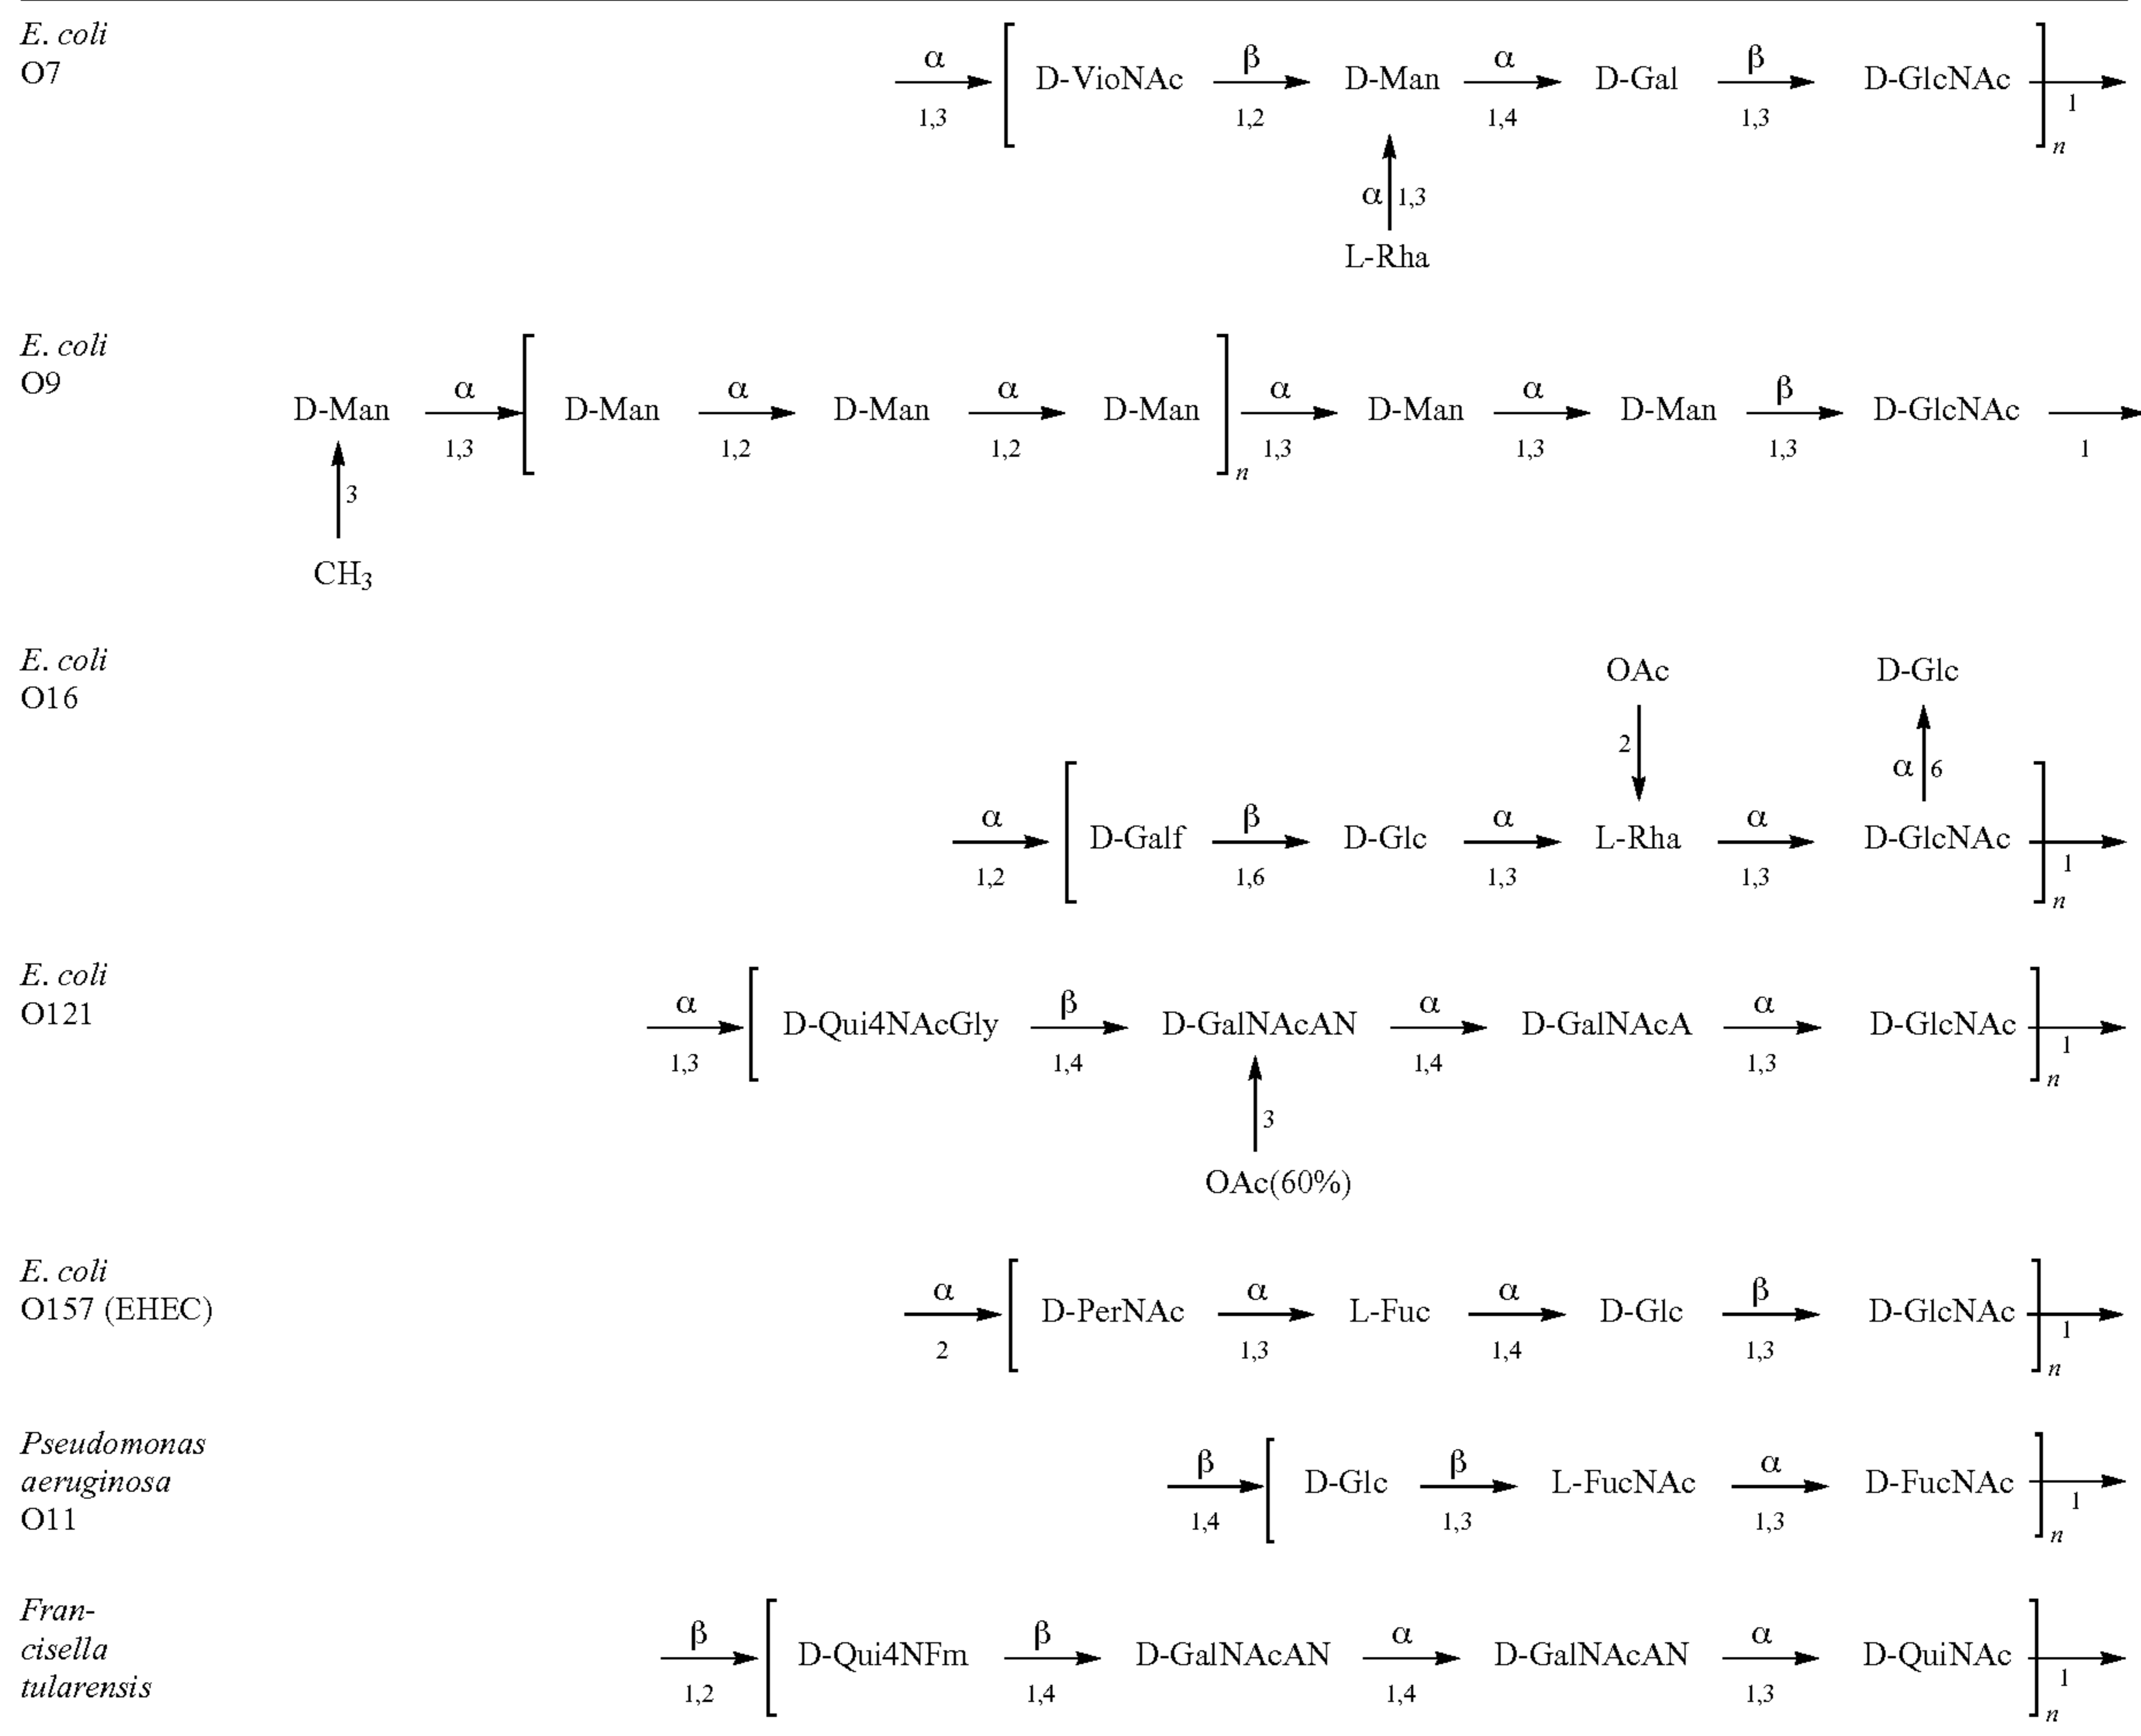 E. coli
O7
α α β α β
D-VioNAc D-Man D-Gal D-GlcNAc
1,3 1,2 1,4 1,3 1
n
α 1,3
L-Rha
E. coli
O9
α α α α α β
D-Man D-Man D-Man D-Man D-Man D-Man D-GlcNAc
1,3 1,2 1,2 n 1,3 1,3 1,3 1
3
CH3
E. coli
O16
OAc D-Glc
2 α 6
α β α α
D-Galf D-Glc L-Rha D-GlcNAc
1,2 1,6 1,3 1,3 1
n
E. coli
O121
α β α α
D-Qui4NAcGly D-GalNAcAN D-GalNAcA D-GlcNAc
1,3 1,4 1,4 1,3 1
n
3
OAc(60%)
E. coli
O157 (EHEC)
α α α β
D-PerNAc L-Fuc D-Glc D-GlcNAc
2 1,3 1,4 1,3 1
n
Pseudomonas
aeruginosa
O11
β β α
D-Glc L-FucNAc D-FucNAc
1,4 1,3 1,3 1
n
Fran-
cisella
tularensis
β β α α
D-Qui4NFm D-GalNAcAN D-GalNAcAN D-QuiNAc
1,2 1,4 1,4 1,3 1
n